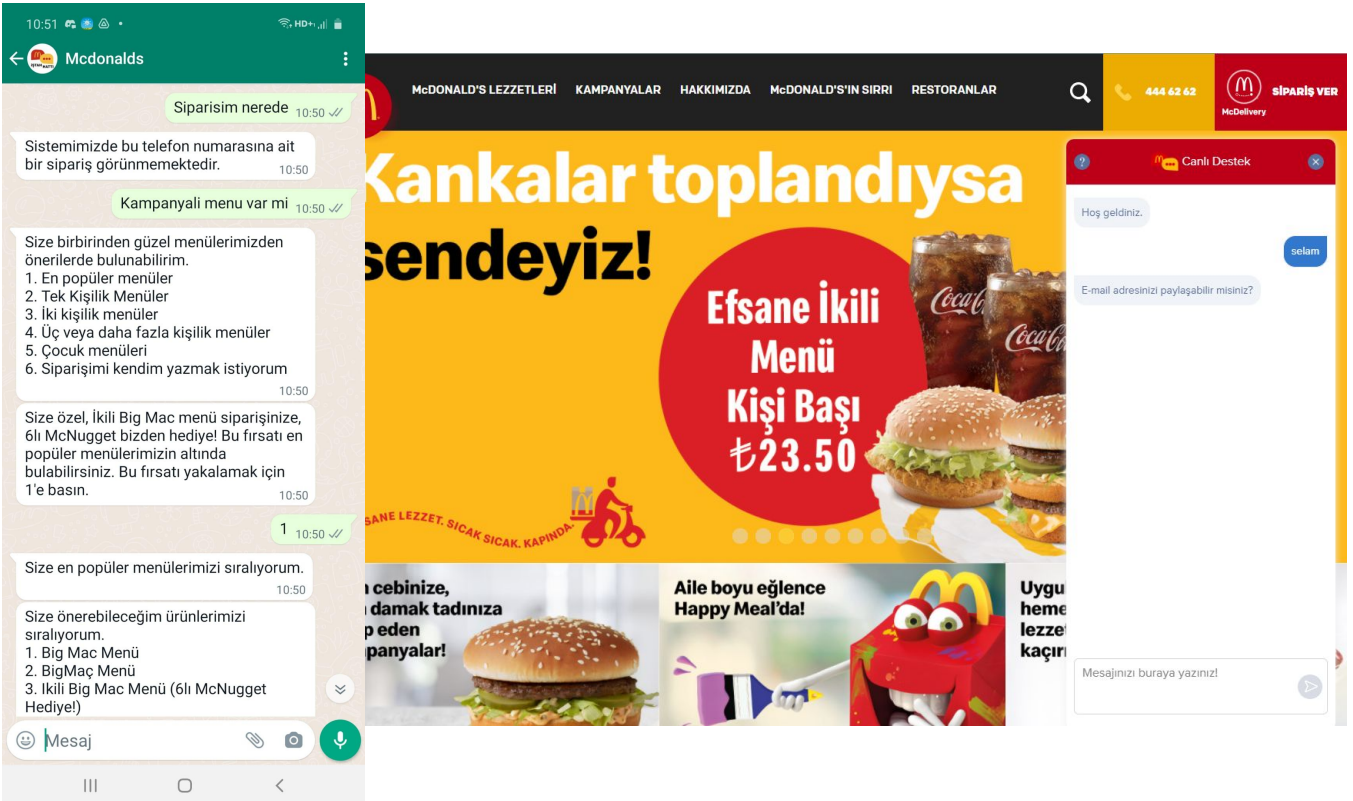 10:51
HD+
Mcdonalds
Siparisim nerede 10:50
Sistemimizde bu telefon numarasına ait
bir sipariş görünmemektedir.
10:50
Kampanyali menu var mi 10:50
Size birbirinden güzel menülerimizden
önerilerde bulunabilirim.
1. En popüler menüler
2. Tek Kişilik Menüler
3. İki kişilik menüler
4. Üç veya daha fazla kişilik menüler
5. Çocuk menüleri
6. Siparişimi kendim yazmak istiyorum
10:50
Size özel, İkili Big Mac menü siparişinize,
6lı McNugget bizden hediye! Bu fırsatı en
popüler menülerimizin altında
bulabilirsiniz. Bu fırsatı yakalamak için
1'e basın.
10:50
1 10:50
Size en popüler menülerimizi sıralıyorum.
10:50
Size önerebileceğim ürünlerimizi
sıralıyorum.
1. Big Mac Menü
2. BigMaç Menü
3. Ikili Big Mac Menü (6lı McNugget
Hediye!)
Mesaj
McDONALD'S LEZZETLERİ KAMPANYALAR HAKKIMIZDA McDONALD'S'IN SIRRI RESTORANLAR
444 62 62
McDelivery
SİPARİŞ VER
Kankalar toplandıysa
sendeyiz!
Efsane İkili
Menü
Kişi Başı
₺23.50
Coca-Cola
Coca-Co
SANE LEZZET. SICAK SICAK. KAPINDA.
cebinize,
damak tadınıza
p eden
panyalar!
Aile boyu eğlence
Happy Meal'da!
Uygu
heme
lezze
kaçır
Canlı Destek
Hoş geldiniz.
selam
E-mail adresinizi paylaşabilir misiniz?
Mesajınızı buraya yazınız!